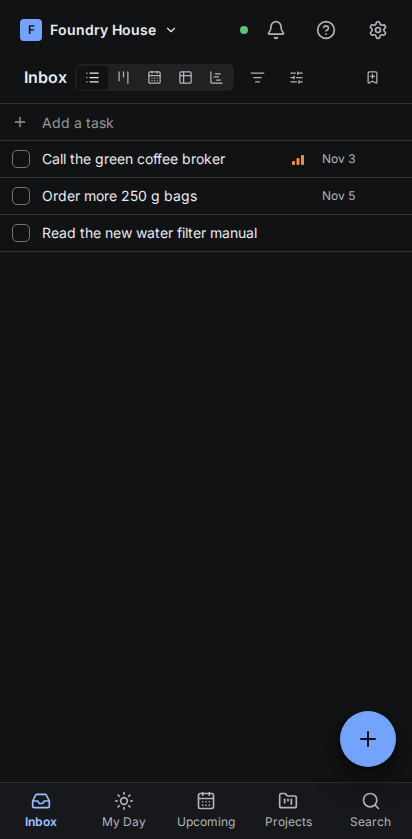 F Foundry House
Inbox
Add a task
Call the green coffee broker Nov 3
Order more 250 g bags Nov 5
Read the new water filter manual
Inbox My Day Upcoming Projects Search